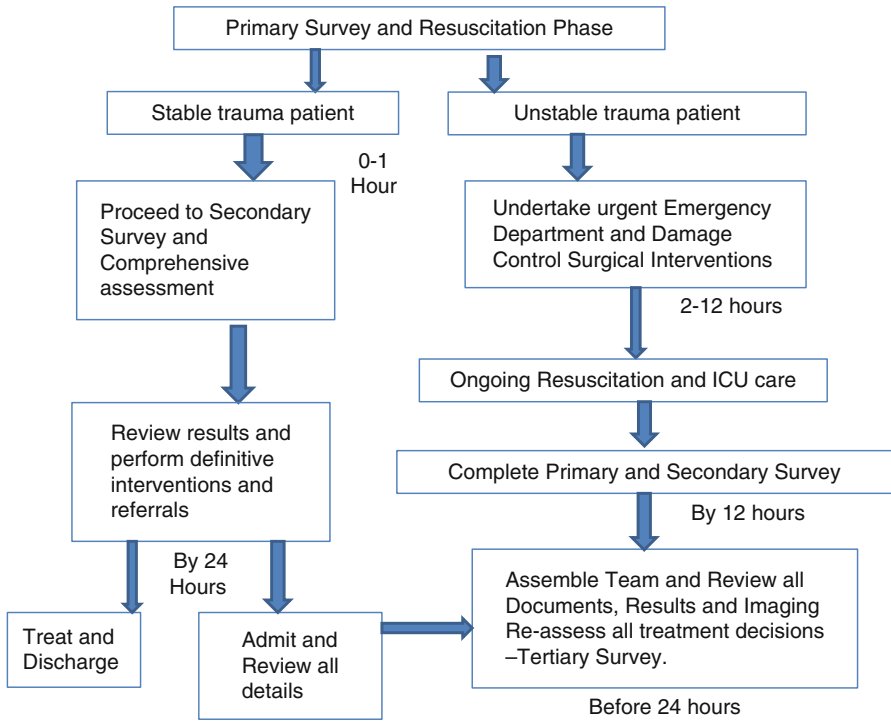 Primary Survey and Resuscitation Phase
Stable trauma patient
Unstable trauma patient
0-1
Hour
Proceed to Secondary
Survey and
Comprehensive
assessment
Undertake urgent Emergency
Department and Damage
Control Surgical Interventions
2-12 hours
Ongoing Resuscitation and ICU care
Review results and
perform definitive
interventions and
referrals
Complete Primary and Secondary Survey
By 12 hours
By 24
Hours
Treat and
Discharge
Admit and
Review all
details
Assemble Team and Review all
Documents, Results and Imaging
Re-assess all treatment decisions
–Tertiary Survey.
Before 24 hours